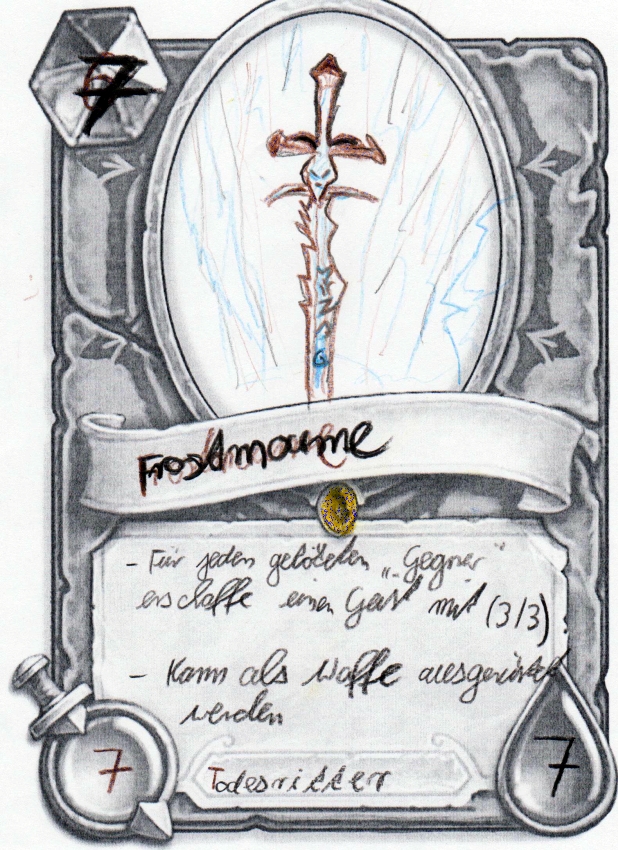 7
Frostmourne
- Für jeden getöteten „Gegner"
erschaffe einen Geist mit (3/3).
- Kann als Waffe ausgerüstet
werden
7
Todesritter
7